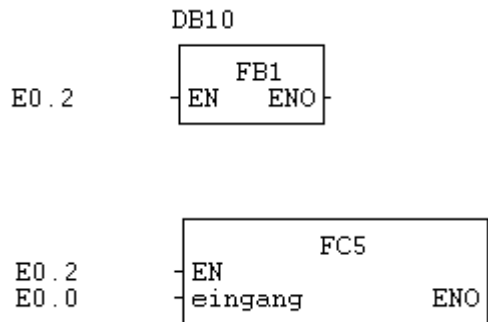 DB10
FB1
E0.2 EN ENO
FC5
E0.2 EN
E0.0 eingang ENO